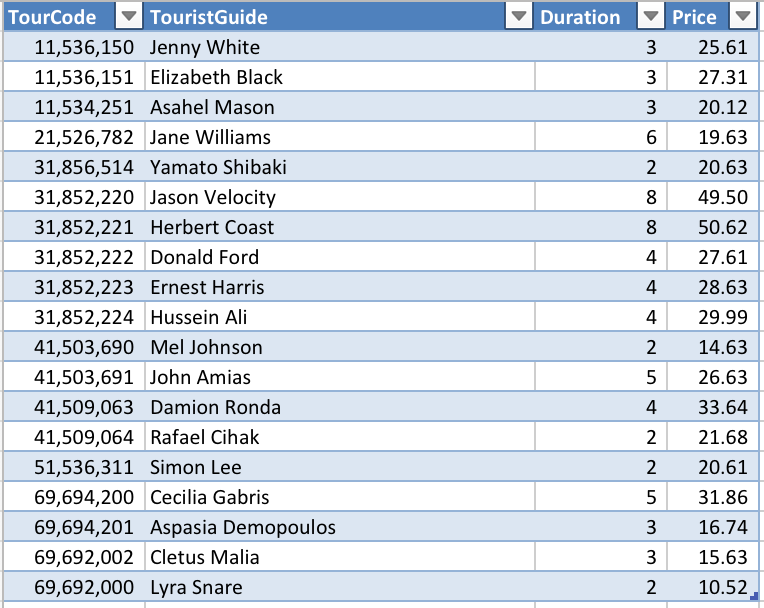 TourCode TouristGuide Duration Price
11,536,150 Jenny White 3 25.61
11,536,151 Elizabeth Black 3 27.31
11,534,251 Asahel Mason 3 20.12
21,526,782 Jane Williams 6 19.63
31,856,514 Yamato Shibaki 2 20.63
31,852,220 Jason Velocity 8 49.50
31,852,221 Herbert Coast 8 50.62
31,852,222 Donald Ford 4 27.61
31,852,223 Ernest Harris 4 28.63
31,852,224 Hussein Ali 4 29.99
41,503,690 Mel Johnson 2 14.63
41,503,691 John Amias 5 26.63
41,509,063 Damion Ronda 4 33.64
41,509,064 Rafael Cihak 2 21.68
51,536,311 Simon Lee 2 20.61
69,694,200 Cecilia Gabris 5 31.86
69,694,201 Aspasia Demopoulos 3 16.74
69,692,002 Cletus Malia 3 15.63
69,692,000 Lyra Snare 2 10.52